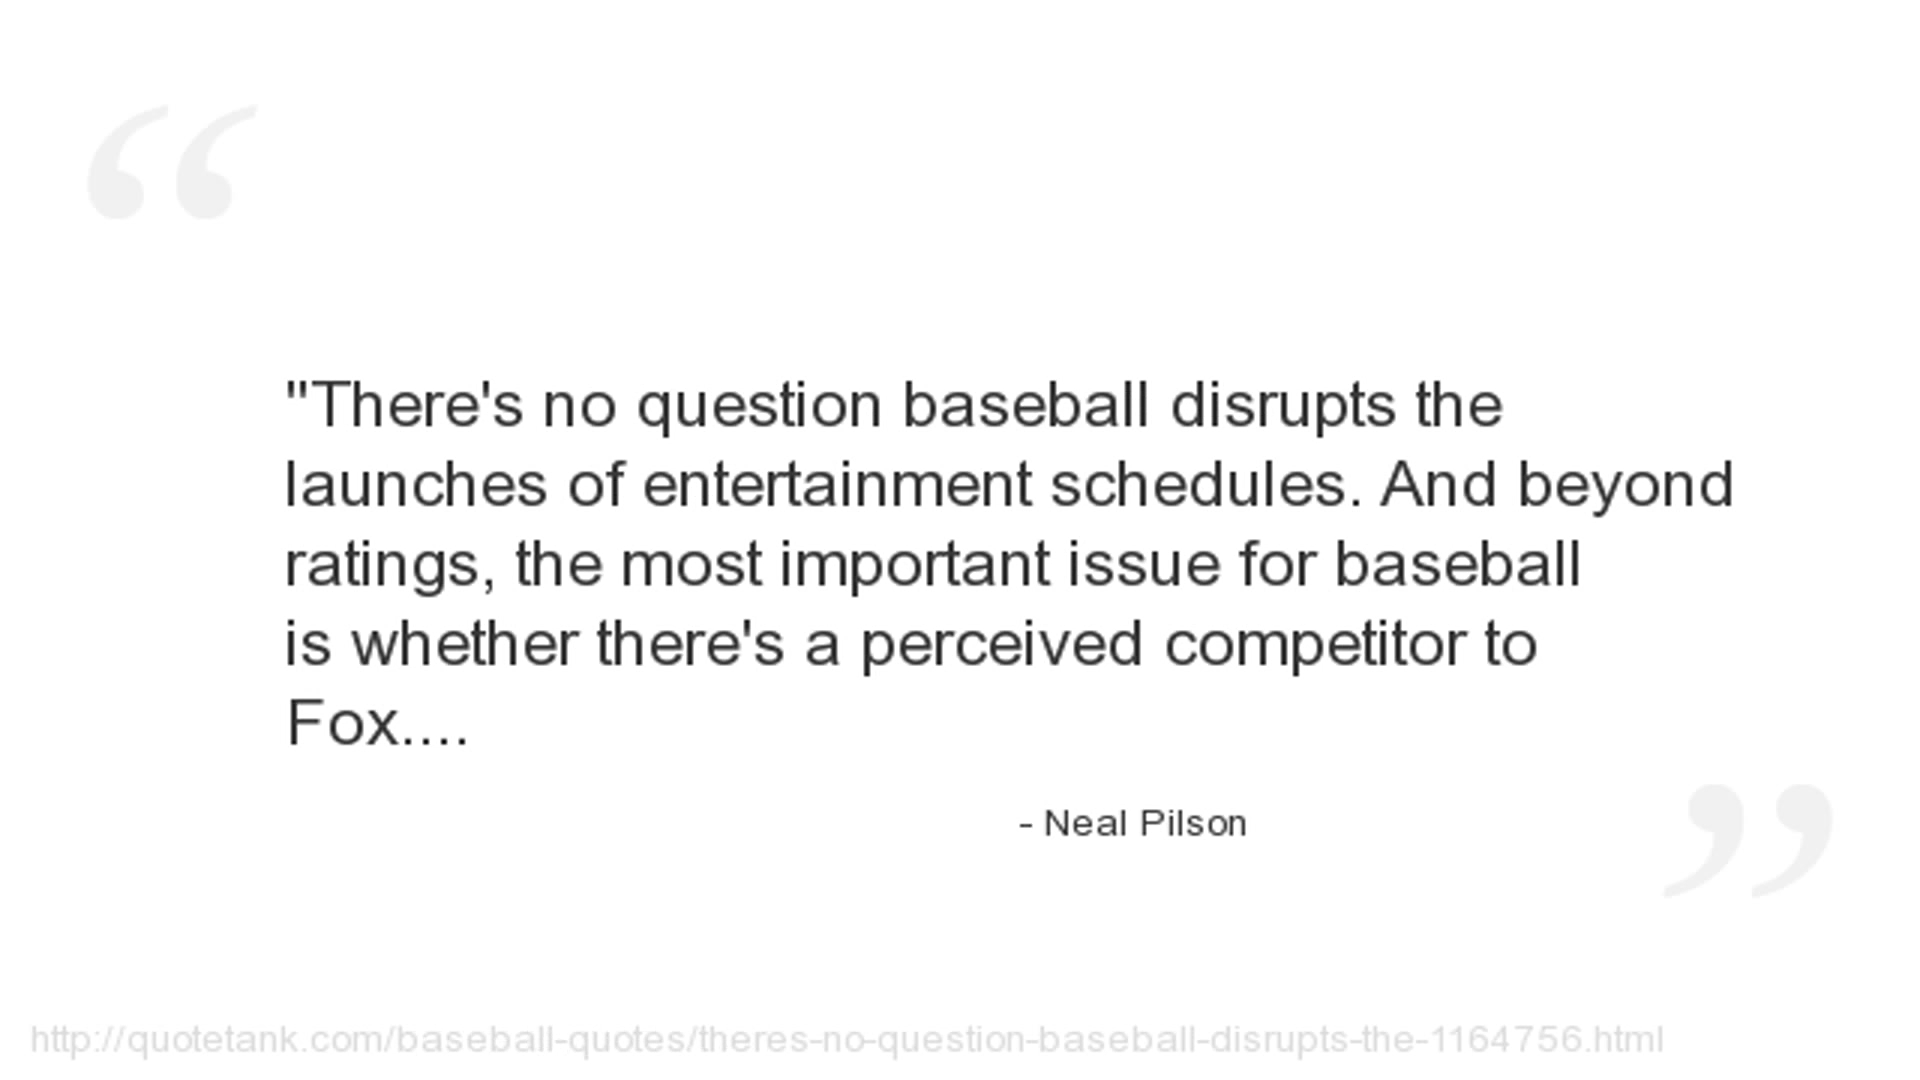 "There's no question baseball disrupts the
launches of entertainment schedules. And beyond
ratings, the most important issue for baseball
is whether there's a perceived competitor to
Fox....
- Neal Pilson
http://quotetank.com/baseball-quotes/theres-no-question-baseball-disrupts-the-1164756.html